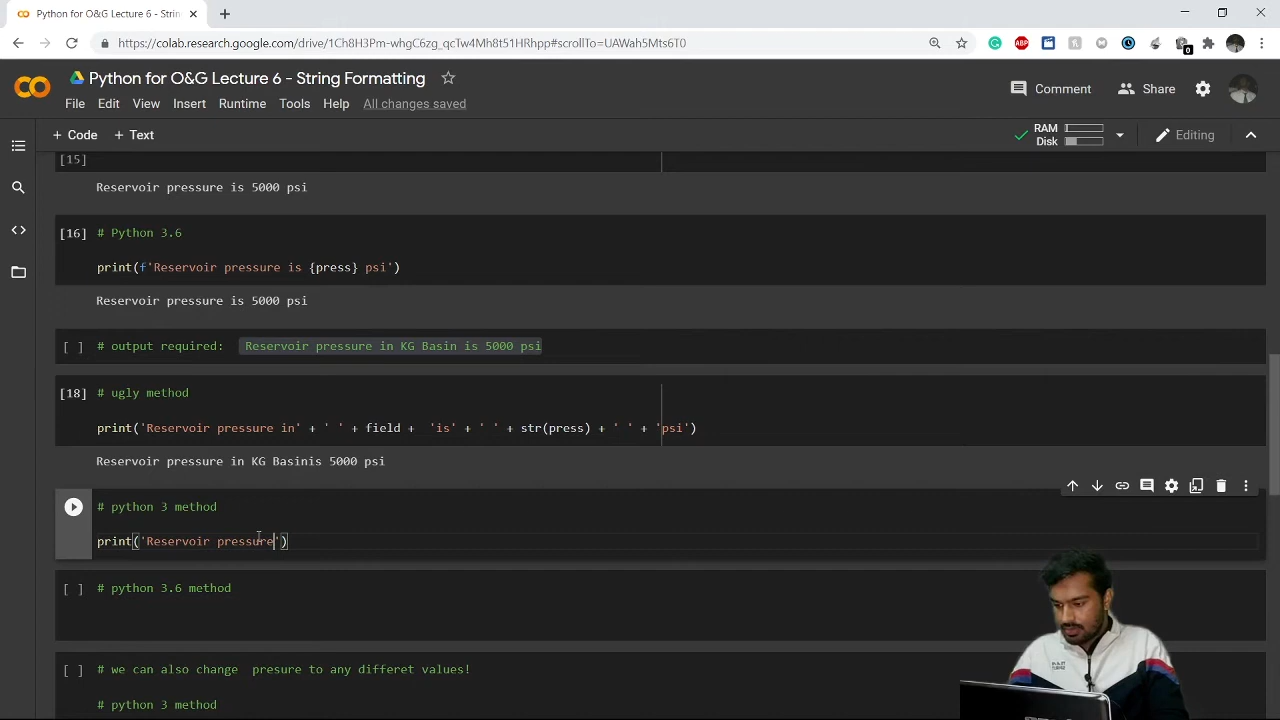 Python for O&G Lecture 6 - Strin
https://colab.research.google.com/drive/1Ch8H3Pm-whgC6zg_qcTw4Mh8t51HRhpp#scrollTo=UAWah5Mts6T0
ABP
0
Python for O&G Lecture 6 - String Formatting
File Edit View Insert Runtime Tools Help All changes saved
Comment Share
+ Code + Text
RAM
Disk
Editing
[15]
Reservoir pressure is 5000 psi
[16] # Python 3.6
print(f'Reservoir pressure is {press} psi')
Reservoir pressure is 5000 psi
[ ] # output required: Reservoir pressure in KG Basin is 5000 psi
[18] # ugly method
print('Reservoir pressure in' + ' ' + field + 'is' + ' ' + str(press) + ' ' + 'psi')
Reservoir pressure in KG Basinis 5000 psi
# python 3 method
print('Reservoir pressure')
[ ] # python 3.6 method
[ ] # we can also change presure to any differet values!
# python 3 method